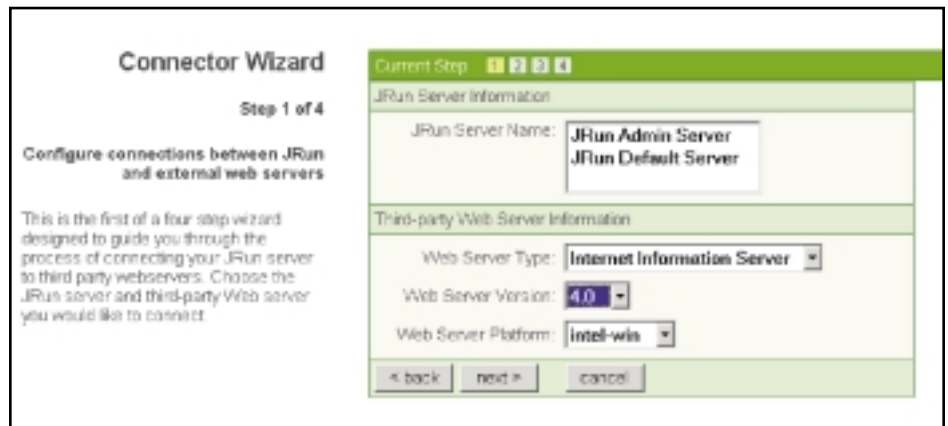 Connector Wizard
Step 1 of 4
Configure connections between JRun
and external web servers
This is the first of a four step wizard
designed to guide you through the
process of connecting your JRun server
to third party webservers. Choose the
JRun server and third-party Web server
you would like to connect
Current Step 1 2 3 4
JRun Server Information
JRun Server Name:
JRun Admin Server
JRun Default Server
Third-party Web Server Information
Web Server Type: Internet Information Server
Web Server Version: 4.0
Web Server Platform: intel-win
< back next > cancel